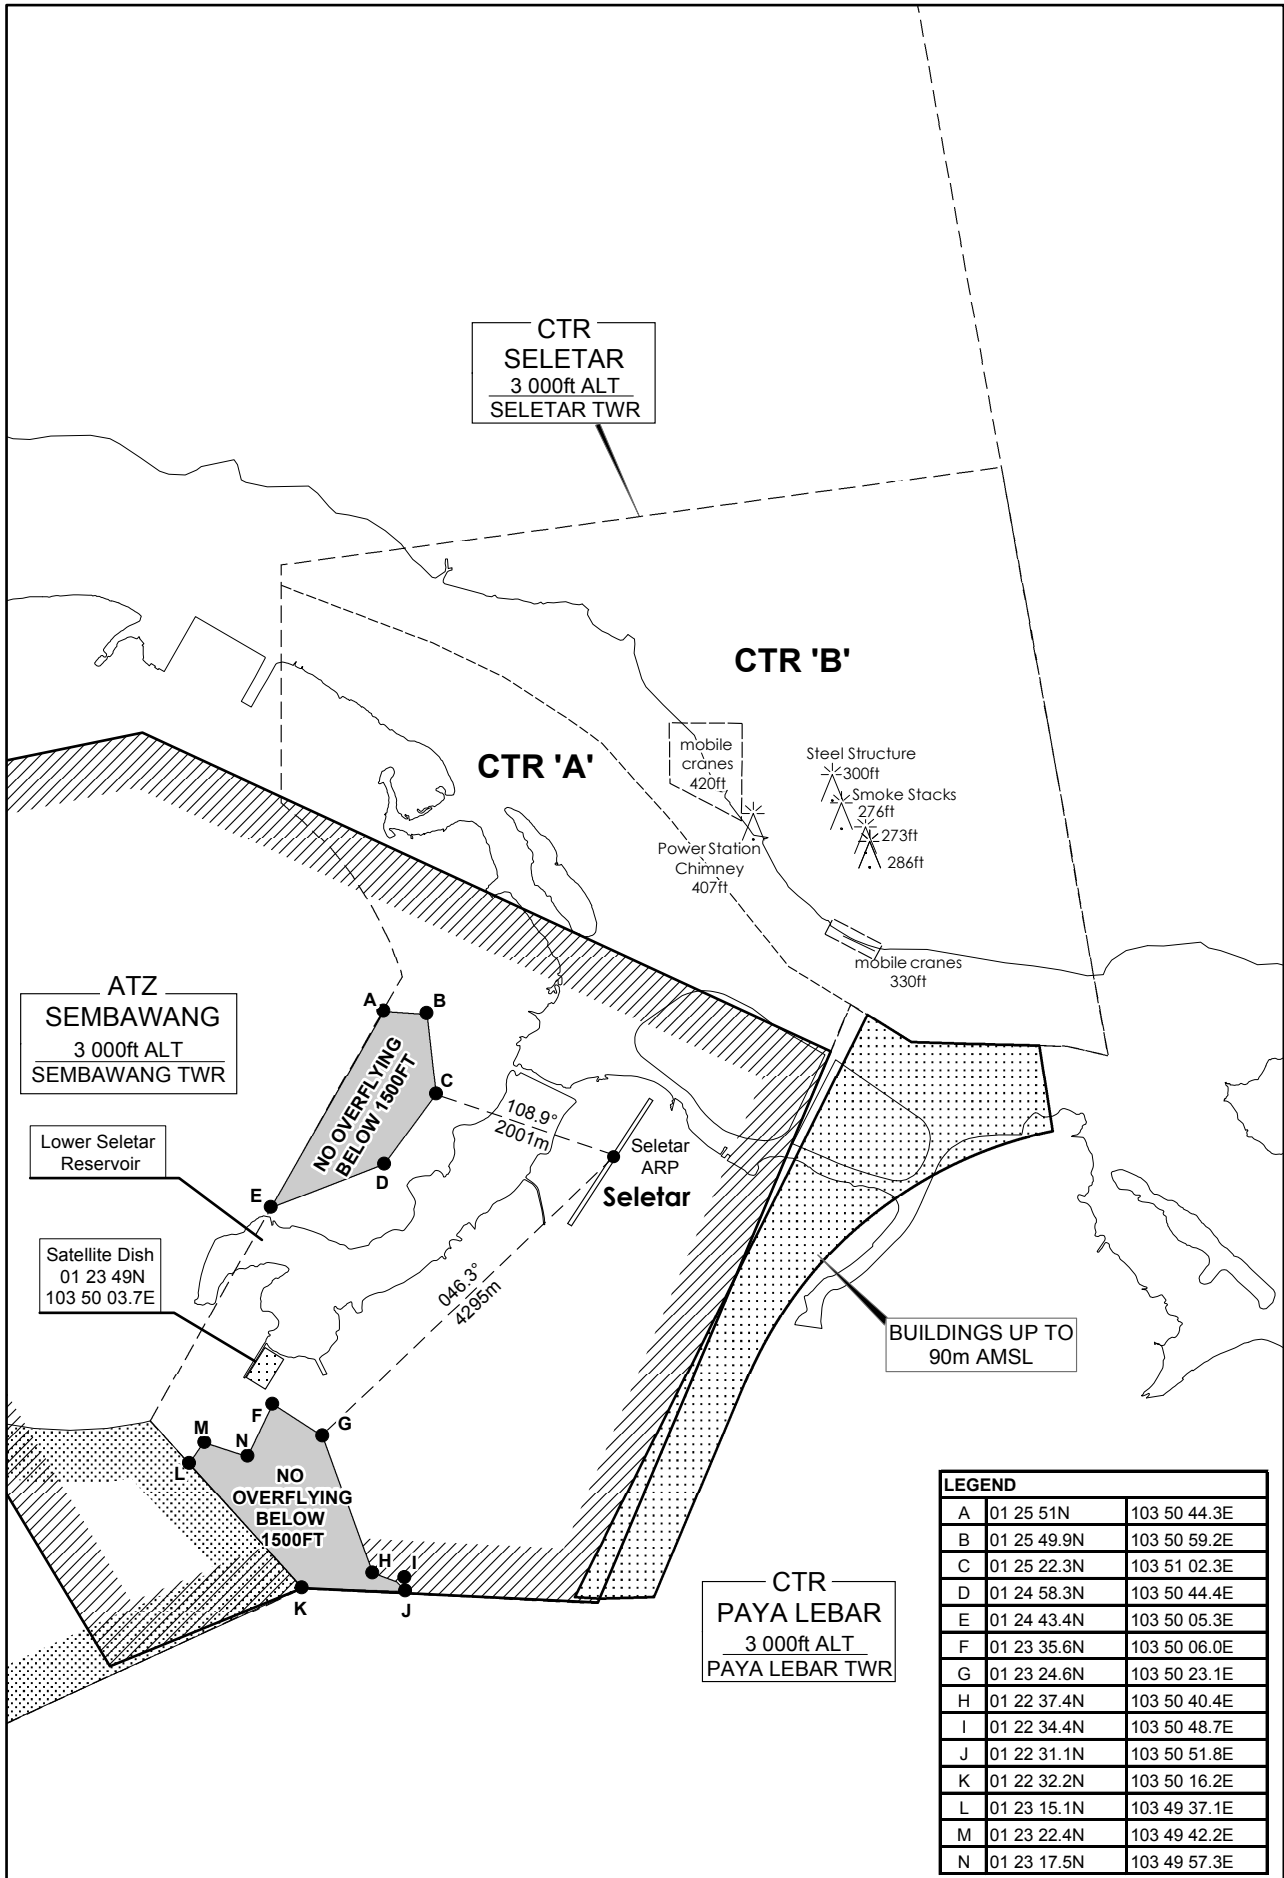 CTR
SELETAR
3 000ft ALT
SELETAR TWR
CTR 'B'
CTR 'A'
mobile
cranes
420ft
Steel Structure
300ft
Smoke Stacks
276ft
273ft
286ft
Power Station
Chimney
407ft
mobile cranes
330ft
ATZ
SEMBAWANG
3 000ft ALT
SEMBAWANG TWR
A
B
C
D
E
NO OVERFLYING
BELOW 1500FT
108.9°
2001m
Seletar
ARP
Seletar
Lower Seletar
Reservoir
Satellite Dish
01 23 49N
103 50 03.7E
046.3°
4295m
BUILDINGS UP TO
90m AMSL
F
G
M
N
L
NO
OVERFLYING
BELOW
1500FT
H
I
K
J
CTR
PAYA LEBAR
3 000ft ALT
PAYA LEBAR TWR
LEGEND
A 01 25 51N 103 50 44.3E
B 01 25 49.9N 103 50 59.2E
C 01 25 22.3N 103 51 02.3E
D 01 24 58.3N 103 50 44.4E
E 01 24 43.4N 103 50 05.3E
F 01 23 35.6N 103 50 06.0E
G 01 23 24.6N 103 50 23.1E
H 01 22 37.4N 103 50 40.4E
I 01 22 34.4N 103 50 48.7E
J 01 22 31.1N 103 50 51.8E
K 01 22 32.2N 103 50 16.2E
L 01 23 15.1N 103 49 37.1E
M 01 23 22.4N 103 49 42.2E
N 01 23 17.5N 103 49 57.3E